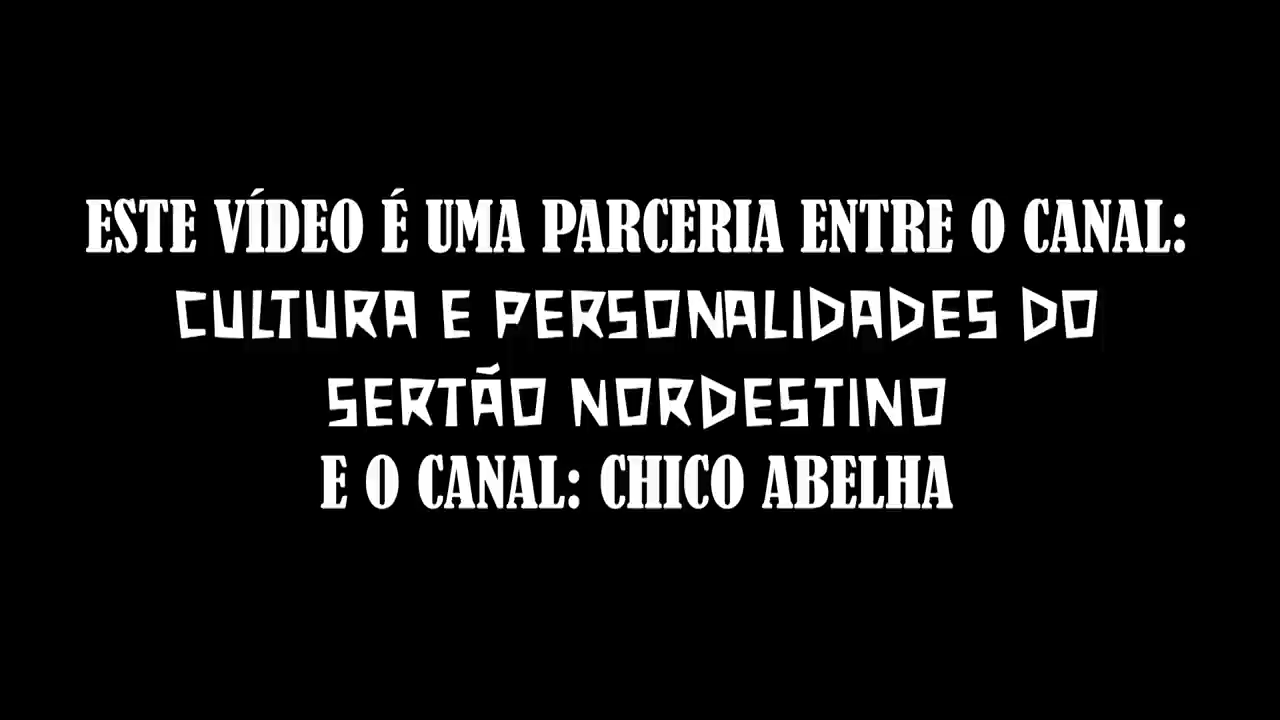 ESTE VÍDEO É UMA PARCERIA ENTRE O CANAL:
CULTURA E PERSONALIDADES DO
SERTÃO NORDESTINO
E O CANAL: CHICO ABELHA